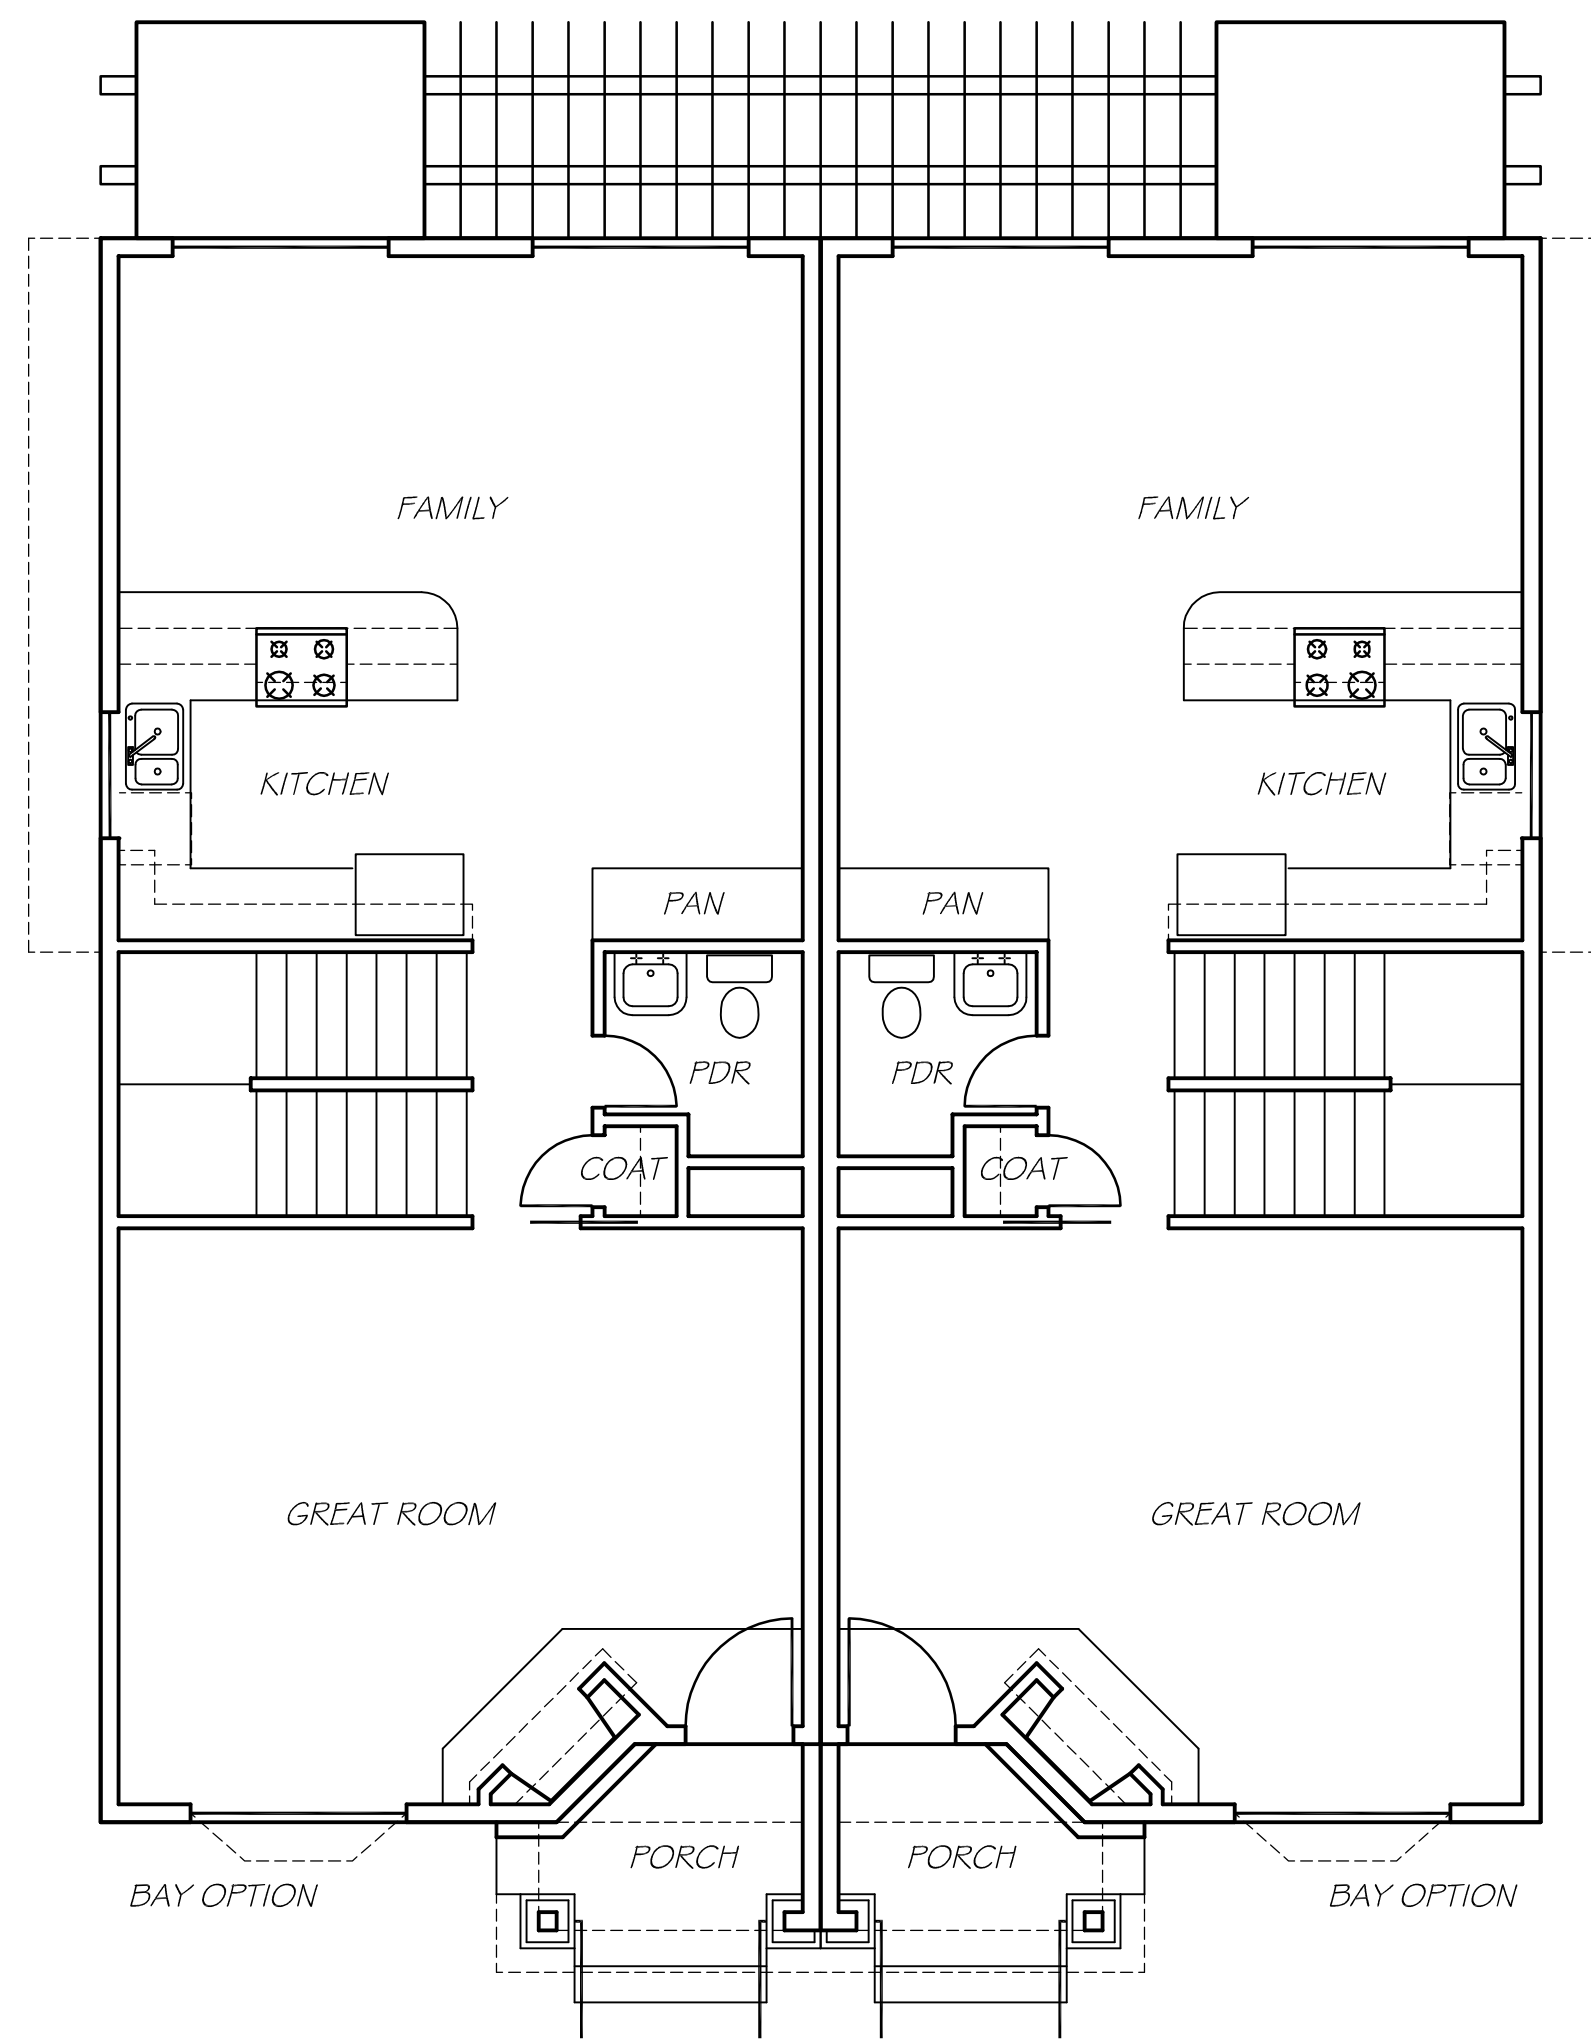 FAMILY
FAMILY
KITCHEN
KITCHEN
PAN
PAN
PDR
PDR
COAT
COAT
GREAT ROOM
GREAT ROOM
PORCH
PORCH
BAY OPTION
BAY OPTION